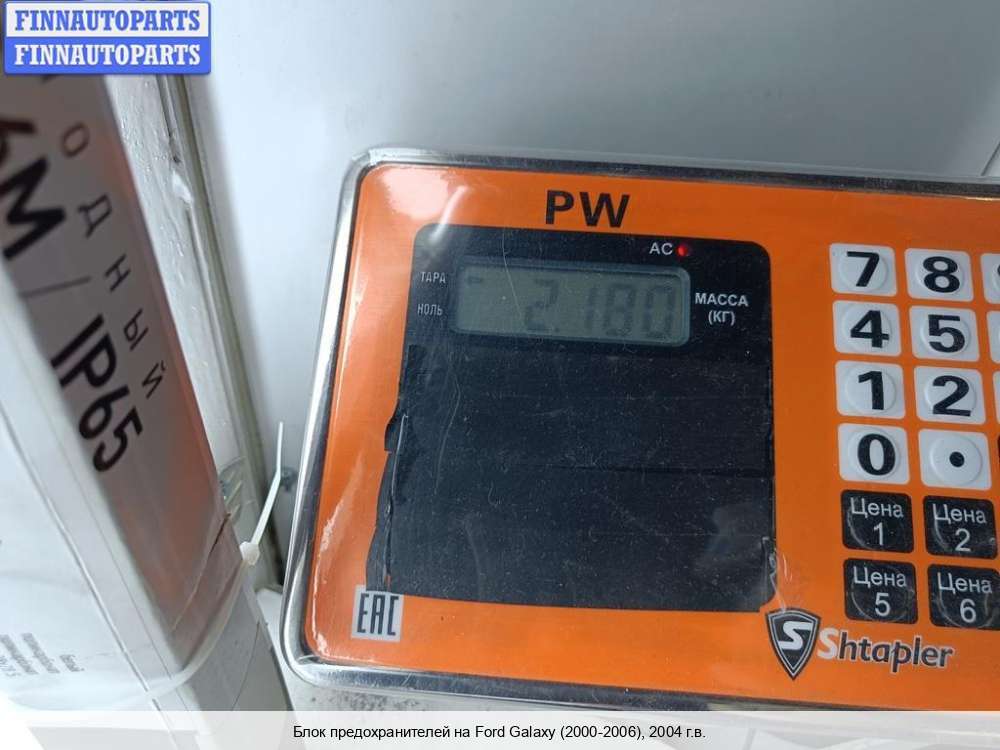 FINNAUTOPARTS
FINNAUTOPARTS
6М / IP65
одный
PW
AC
ТАРА
НОЛЬ
2.180
МАССА
(КГ)
7 8
4 5
1 2
0 .
Цена 1
Цена 2
Цена 5
Цена 6
EAC
S Shtapler
Блок предохранителей на Ford Galaxy (2000-2006), 2004 г.в.